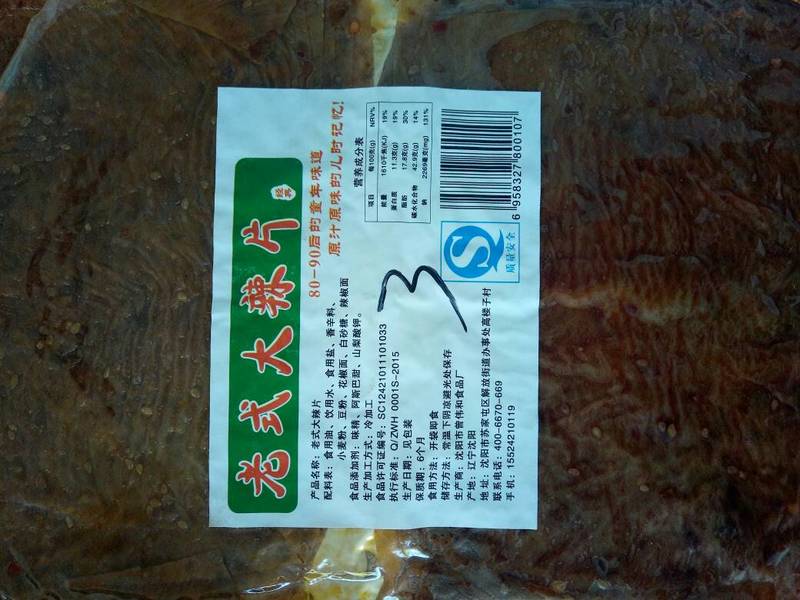 老式大辣片
经典
80-90后的童年味道
原汁原味的儿时记忆!
产品名称：老式大辣片
配料表：食用油、饮用水、食用盐、香辛料、
小麦粉、豆粉、花椒面、白砂糖、辣椒面
食品添加剂：味精、阿斯巴甜、山梨酸钾。
生产加工方式：冷加工
食品许可证编号：SC12421011101033
执行标准：Q/ZWH 0001S-2015
生产日期：见包装
保质期：6个月
食用方法：开袋即食
储存方法：常温下阴凉避光处保存
生产商：沈阳市曾伟和食品厂
产地：辽宁沈阳
地址：沈阳市苏家屯区解放街道办事处高楼子村
联系电话：400-6670-669
手机：15524210119
3
营养成分表
项目 每100克(g) NRV%
能量 1610千焦(KJ) 19%
蛋白质 11.3克(g) 19%
脂肪 17.8克(g) 30%
碳水化合物 42.9克(g) 14%
钠 2269毫克(mg) 131%
质量安全
6 958327 800107